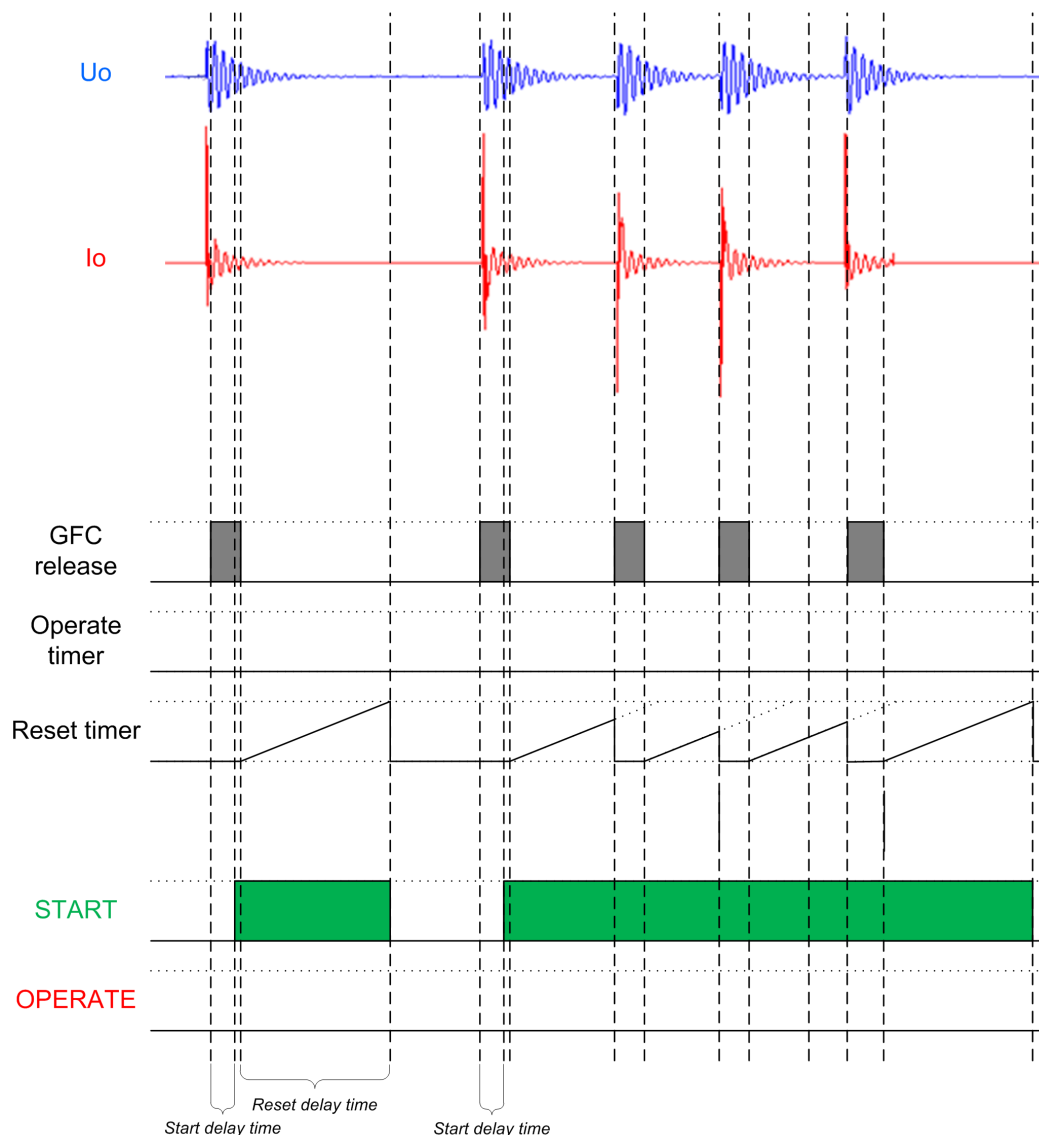 Uo
Io
GFC
release
Operate
timer
Reset timer
START
OPERATE
Reset delay time
Start delay time
Start delay time